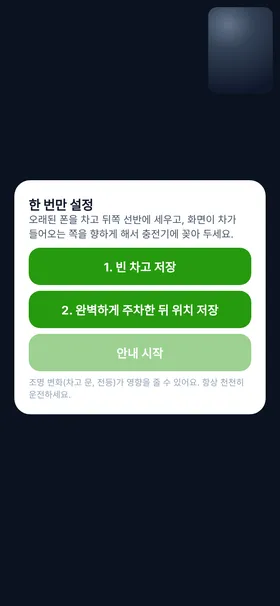 한 번만 설정
오래된 폰을 차고 뒤쪽 선반에 세우고, 화면이 차가
들어오는 쪽을 향하게 해서 충전기에 꽂아 두세요.
1. 빈 차고 저장
2. 완벽하게 주차한 뒤 위치 저장
안내 시작
조명 변화(차고 문, 전등)가 영향을 줄 수 있어요. 항상 천천히
운전하세요.